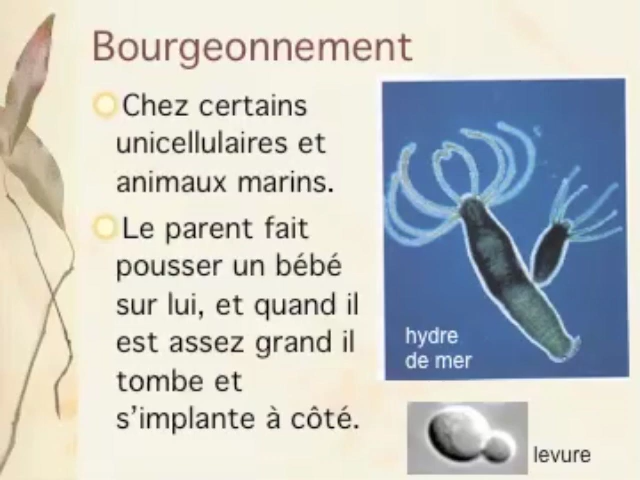 Bourgeonnement
Chez certains
unicellulaires et
animaux marins.
Le parent fait
pousser un bébé
sur lui, et quand il
est assez grand il
tombe et
s’implante à côté.
hydre
de mer
levure